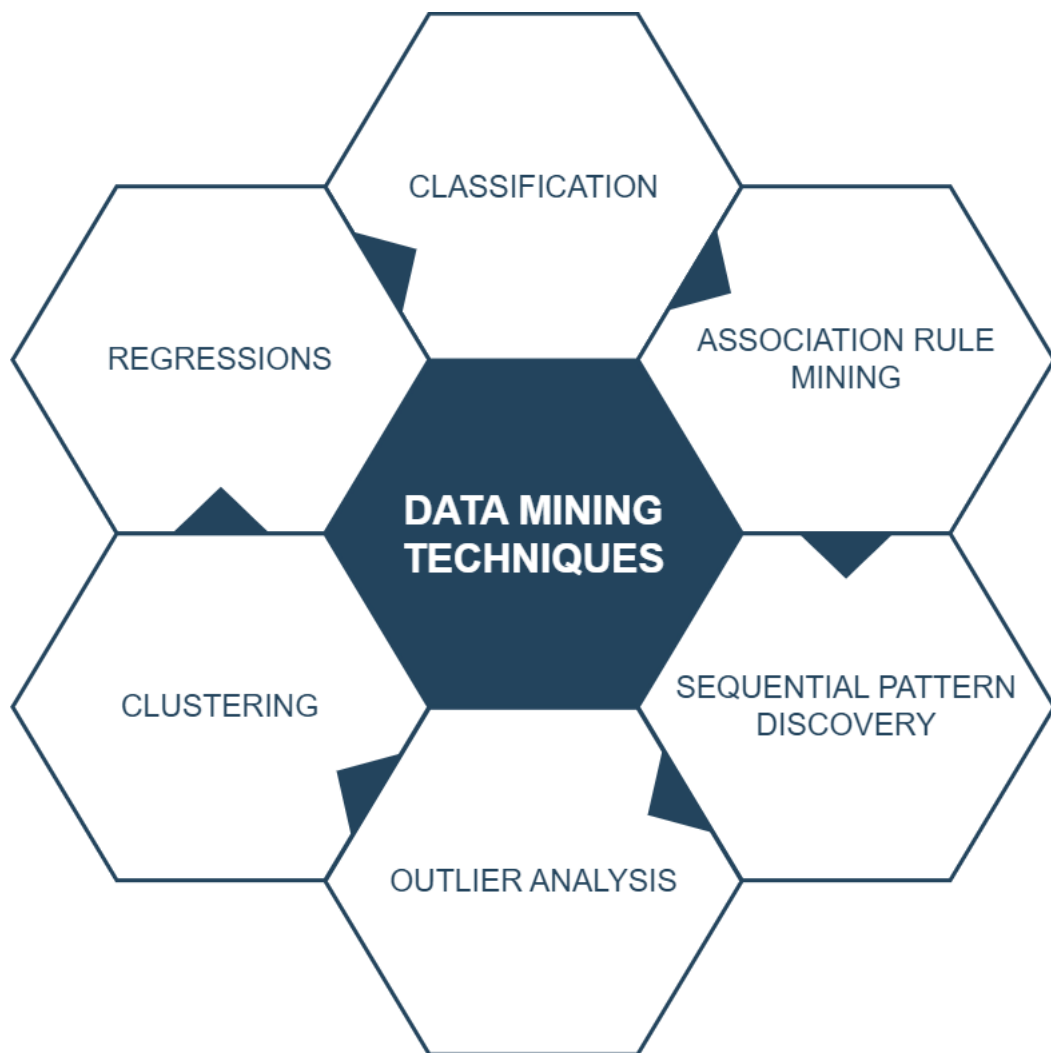 CLASSIFICATION
REGRESSIONS
ASSOCIATION RULE
MINING
DATA MINING
TECHNIQUES
CLUSTERING
SEQUENTIAL PATTERN
DISCOVERY
OUTLIER ANALYSIS